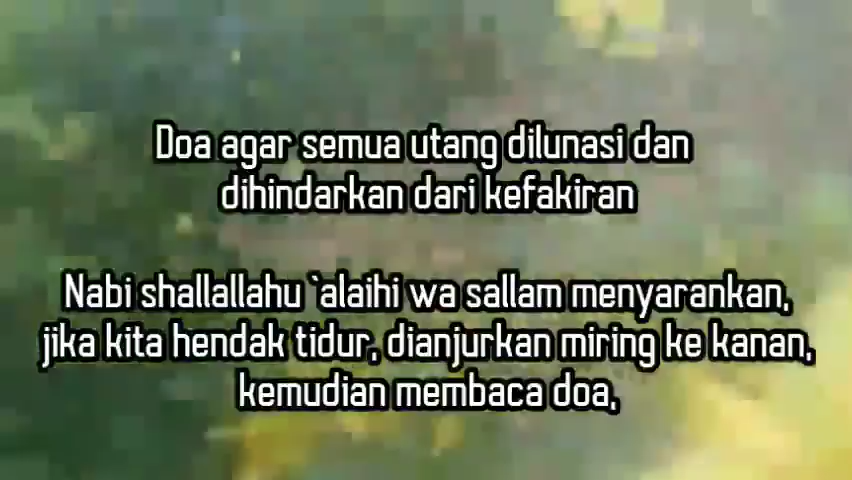 Doa agar semua utang dilunasi dan
dihindarkan dari kefakiran
Nabi shallallahu `alaihi wa sallam menyarankan,
jika kita hendak tidur, dianjurkan miring ke kanan,
kemudian membaca doa,